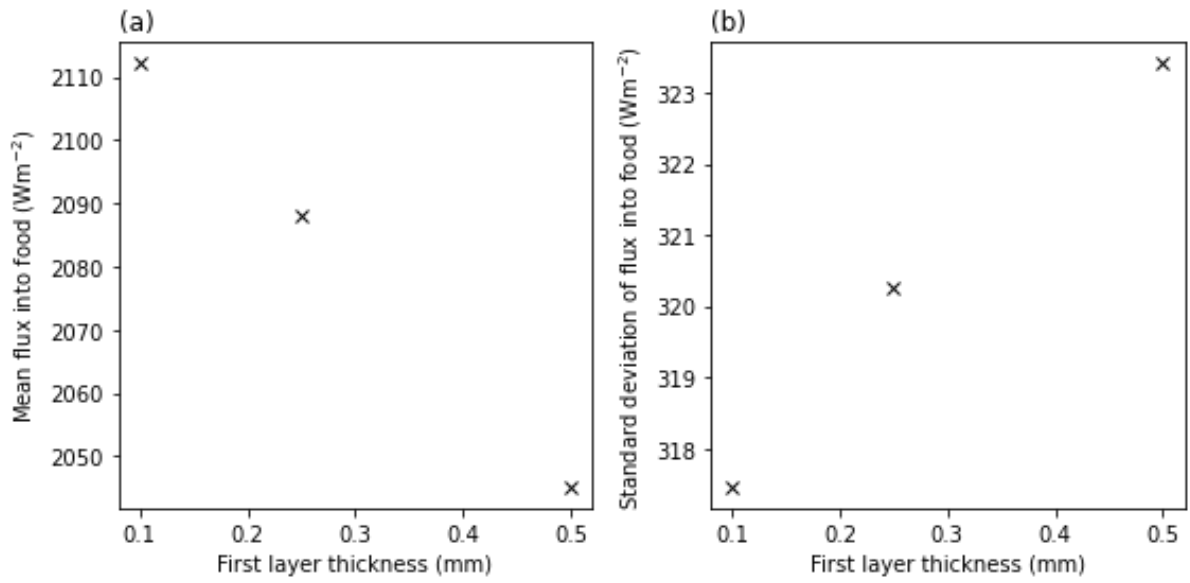 (a)
Mean flux into food (Wm⁻²)
2110
2100
2090
2080
2070
2060
2050
0.1 0.2 0.3 0.4 0.5
First layer thickness (mm)
(b)
Standard deviation of flux into food (Wm⁻²)
323
322
321
320
319
318
0.1 0.2 0.3 0.4 0.5
First layer thickness (mm)